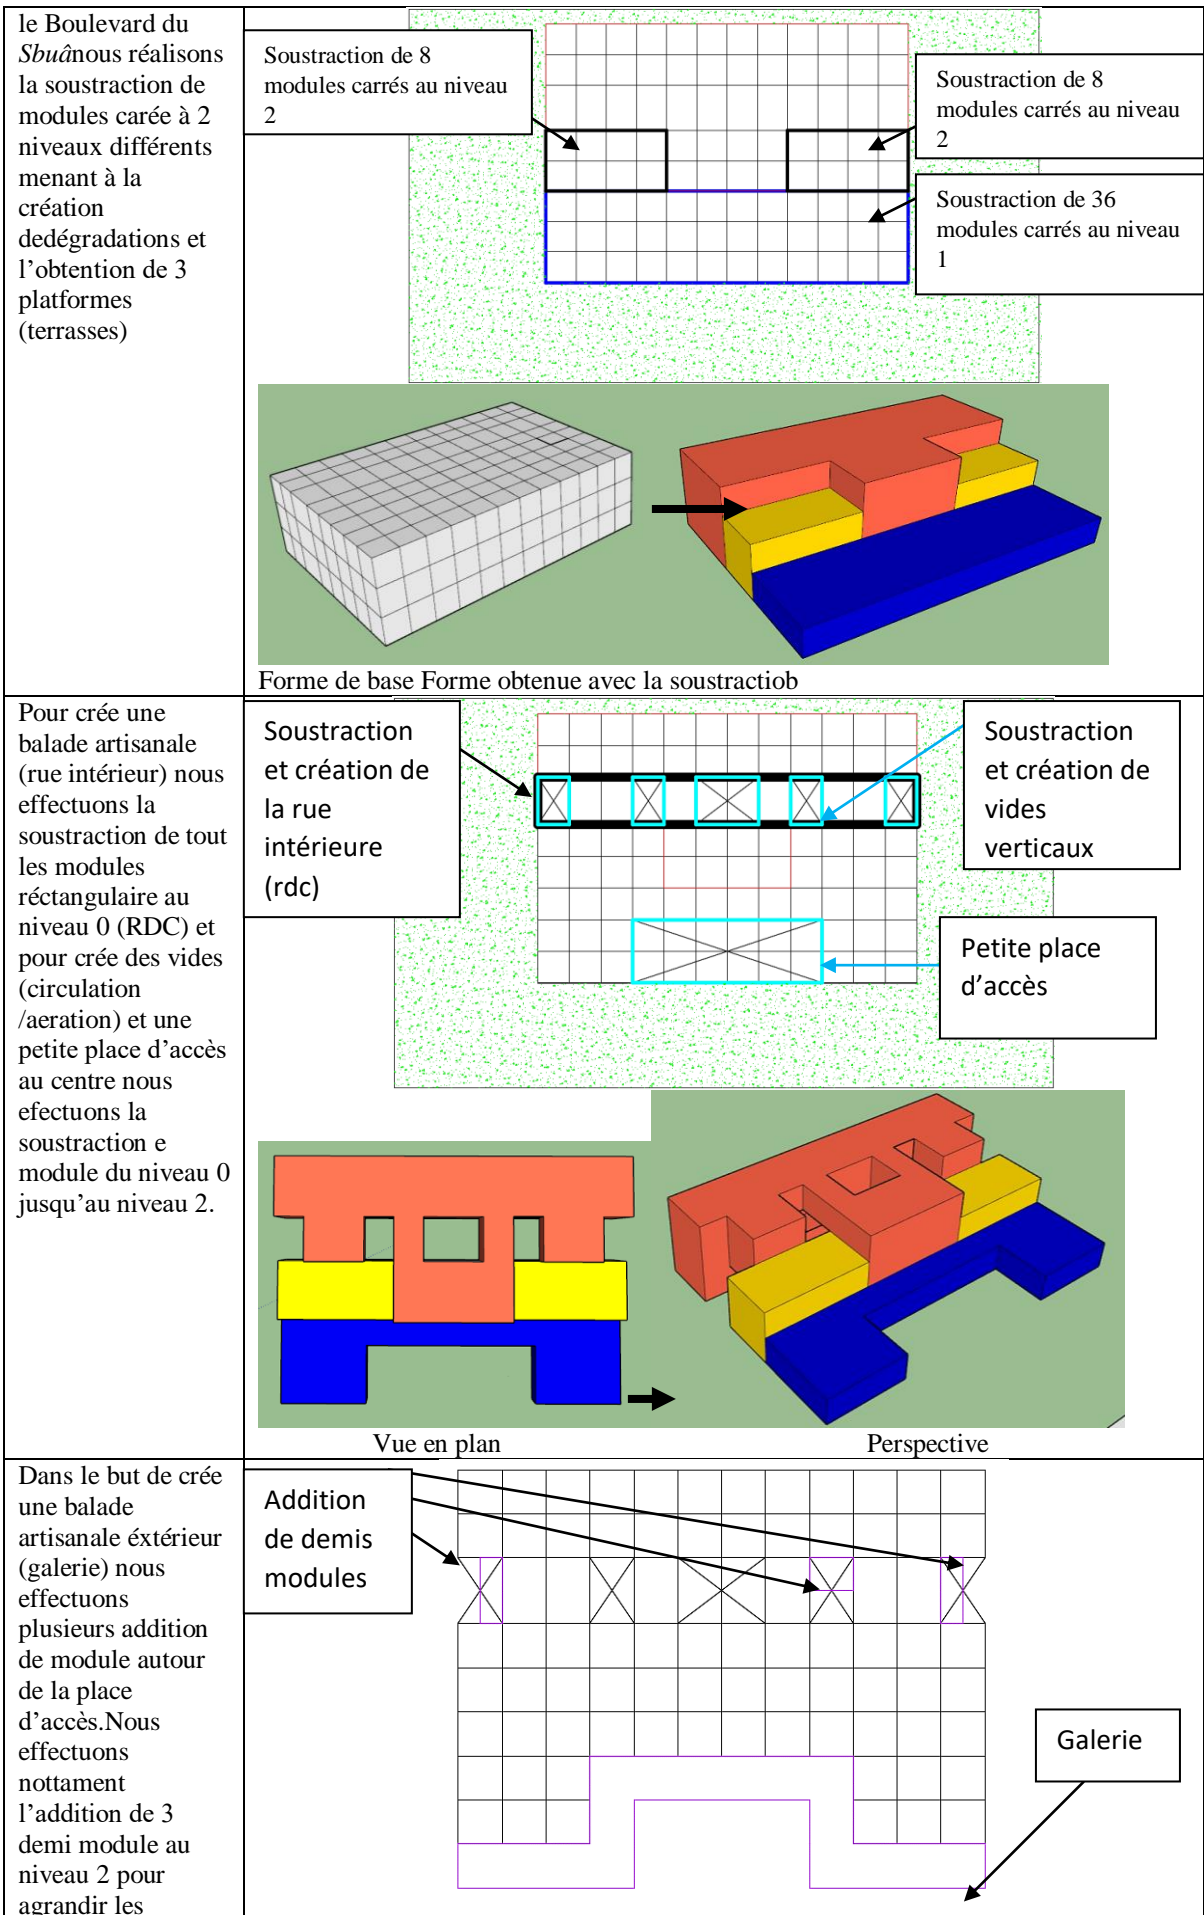 le Boulevard du
Sbuânous réalisons
la soustraction de
modules carée à 2
niveaux différents
menant à la
création
dedégradations et
l’obtention de 3
platformes
(terrasses)
Soustraction de 8
modules carrés au niveau
2
Soustraction de 8
modules carrés au niveau
2
Soustraction de 36
modules carrés au niveau
1
Forme de base Forme obtenue avec la soustractiob
Pour crée une
balade artisanale
(rue intérieur) nous
effectuons la
soustraction de tout
les modules
réctangulaire au
niveau 0 (RDC) et
pour crée des vides
(circulation
/aeration) et une
petite place d’accès
au centre nous
efectuons la
soustraction e
module du niveau 0
jusqu’au niveau 2.
Soustraction
et création de
la rue
intérieure
(rdc)
Soustraction
et création de
vides
verticaux
Petite place
d’accès
Vue en plan Perspective
Dans le but de crée
une balade
artisanale éxtérieur
(galerie) nous
effectuons
plusieurs addition
de module autour
de la place
d’accès.Nous
effectuons
nottament
l’addition de 3
demi module au
niveau 2 pour
agrandir les
Addition
de demis
modules
Galerie